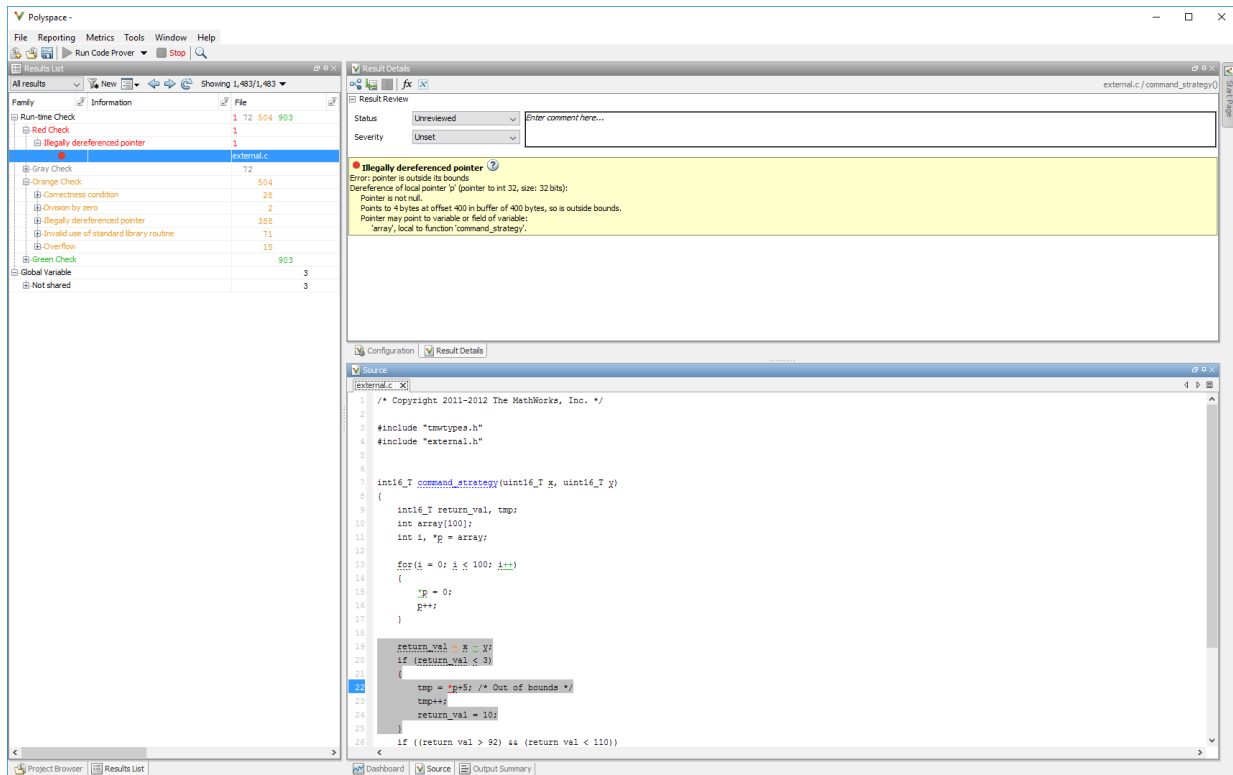 Polyspace -
File Reporting Metrics Tools Window Help
Run Code Prover Stop
Results List
All results New Showing 1,483/1,483
Family Information File
Run-time Check 1 72 504 903
Red Check 1
Illegally dereferenced pointer 1
external.c
Gray Check 72
Orange Check 504
Correctness condition 28
Division by zero 2
Illegally dereferenced pointer 388
Invalid use of standard library routine 71
Overflow 15
Green Check 903
Global Variable 3
Not shared 3
Project Browser Results List
Result Details
fx x
external.c / command_strategy()
Result Review
Status Unreviewed Enter comment here...
Severity Unset
Illegally dereferenced pointer ?
Error: pointer is outside its bounds
Dereference of local pointer 'p' (pointer to int 32, size: 32 bits):
Pointer is not null.
Points to 4 bytes at offset 400 in buffer of 400 bytes, so is outside bounds.
Pointer may point to variable or field of variable:
'array', local to function 'command_strategy'.
Configuration Result Details
Start Page
Source
external.c X
1 /* Copyright 2011-2012 The MathWorks, Inc. */
2
3 #include "tmwtypes.h"
4 #include "external.h"
5
6
7 int16_T command_strategy(uint16_T x, uint16_T y)
8 {
9 int16_T return_val, tmp;
10 int array[100];
11 int i, *p = array;
12
13 for(i = 0; i < 100; i++)
14 {
15 *p = 0;
16 p++;
17 }
18
19 return_val = x - y;
20 if (return_val < 3)
21 {
22 tmp = *p+5; /* Out of bounds */
23 tmp++;
24 return_val = 10;
25 }
26 if ((return_val > 92) && (return_val < 110))
Dashboard Source Output Summary